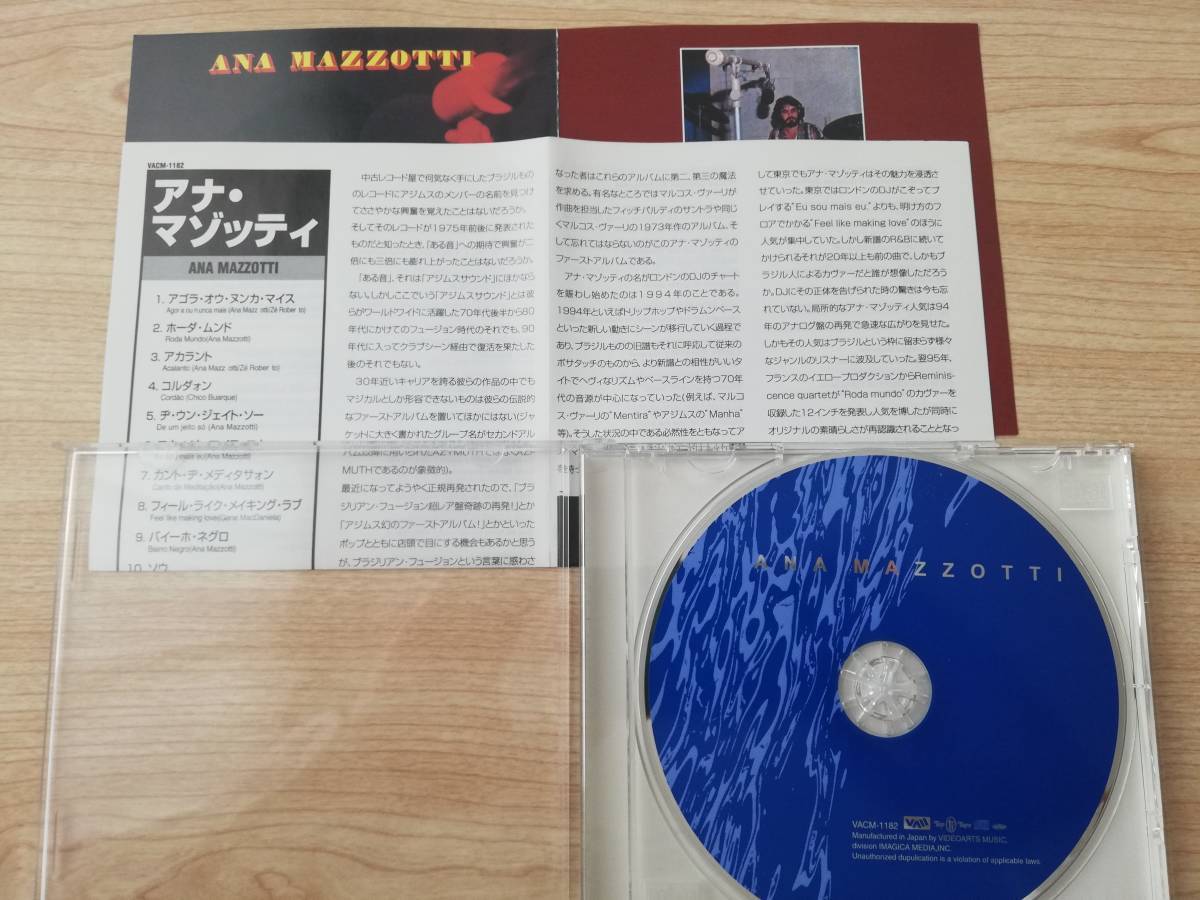 ANA MAZZOTTI
VACM-1182
アナ・
マゾッティ
ANA MAZZOTTI
1. アゴラ・オウ・ヌンカ・マイス
2. ホーダ・ムンド
Roda Mundo(Ana Mazzotti)
3. アカラント
4. コルダォン
Cordão (Chico Buarque)
5. ヂ・ウン・ジェイト・ソー
De um jeito só (Ana Mazzotti)
7. カント・ヂ・メディタサォン
Canto de Meditação(Ana Mazzotti)
8. フィール・ライク・メイキング・ラブ
Feel like making love(Gene MacDaniels)
9. バイーホ・ネグロ
Bairro Negro(Ana Mazzotti)
10. ソウ
中古レコード屋で何気なく手にしたブラジルもの
のレコードにアジムスのメンバーの名前を見つけ
てささやかな興奮を覚えたことはないだろうか。
そしてそのレコードが1975年前後に発表された
ものだと知ったとき、「ある音」への期待で興奮が二
倍にも三倍にも膨れ上がったことはないだろうか。
「ある音」、それは「アジムスサウンド」にほかなら
ない。しかしここでいう「アジムスサウンド」とは彼
らがワールドワイドに活躍した70年代後半から80
年代にかけてのフュージョン時代のそれでも、90
年代に入ってクラブシーン経由で復活を果たした
後のそれでもない。
30年近いキャリアを誇る彼らの作品の中でも
マジカルとしか形容できないものは彼らの伝説的
なファーストアルバムを置いてほかにはない(ジャ
ケットに大きく書かれたグループ名がセカンドアル
バム以降に用いられたAZYMUTHではなくAZI-
MUTHであるのが象徴的)。
最近になってようやく正規再発されたので、「ブラ
ジリアン・フュージョン超レア盤奇跡の再発!」とか
「アジムス幻のファーストアルバム!」とかといった
ポップとともに店頭で目にする機会もあるかと思う
が、ブラジリアン・フュージョンという言葉に惑わさ
なった者はこれらのアルバムに第二、第三の魔法
を求める。有名なところではマルコス・ヴァーリが
作曲を担当したフィッチパルディのサントラや同じ
くマルコス・ヴァーリの1973年作のアルバム、そ
して忘れてはならないのがこのアナ・マゾッティの
ファーストアルバムである。
アナ・マゾッティの名がロンドンのDJのチャート
を賑わし始めたのは1994年のことである。
1994年といえばトリップホップやドラムンベース
といった新しい動きにシーンが移行していく過程で
あり、ブラジルものの旧譜もそれに呼応して従来の
ボサタッチのものから、より新譜との相性がいいタ
イトでヘヴィなリズムやベースラインを持つ70年
代の音源が中心になっていった(例えば、マルコ
ス・ヴァーリの"Mentira"やアジムスの"Manha"
等)。そうした状況の中である必然性をともなってア
して東京でもアナ・マゾッティはその魅力を浸透さ
せていった。東京ではロンドンのDJがこぞってプ
レイする"Eu sou mais eu."よりも、明け方のフ
ロアでかかる"Feel like making love"のほうに
人気が集中していた。しかし新譜のR&Bに続いて
かけられるそれが20年以上も前の曲で、しかもブ
ラジル人によるカヴァーだと誰が想像しただろう
か。DJにその正体を告げられた時の驚きは今も忘
れていない。局所的なアナ・マゾッティ人気は94
年のアナログ盤の再発で急速な広がりを見せた。
しかもその人気はブラジルという枠に留まらず様々
なジャンルのリスナーに波及していった。翌95年、
フランスのイエロープロダクションからReminis-
cence quartetが"Roda mundo"のカヴァーを
収録した12インチを発表し人気を博したが同時に
オリジナルの素晴らしさが再認識されることとなっ
ANA MAZZOTTI
VACM-1182
Manufactured in Japan by VIDEOARTS MUSIC,
division IMAGICA MEDIA,INC.
Unauthorized dupulication is a violation of applicable laws.